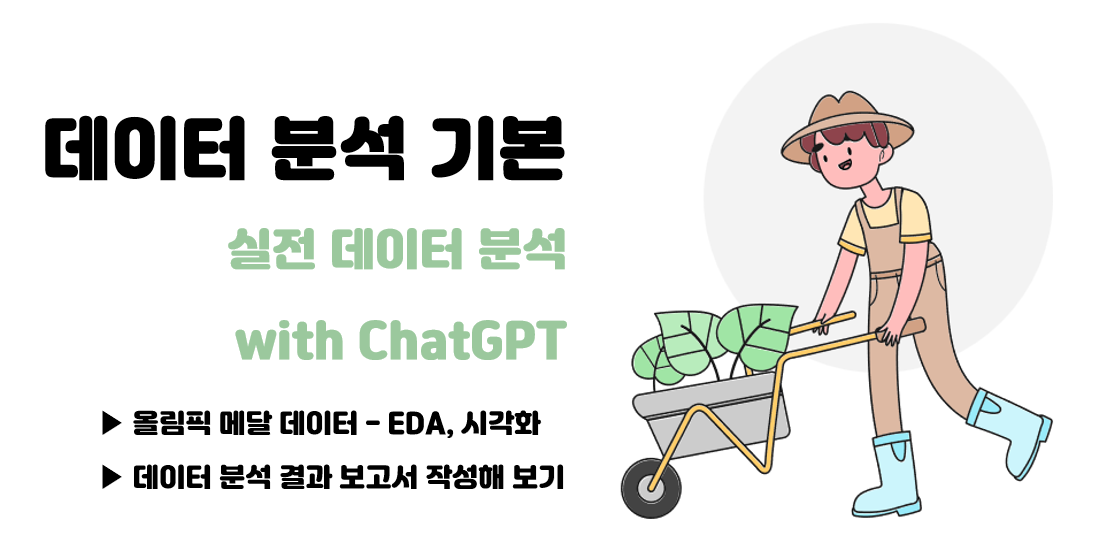 데이터 분석 기본
실전 데이터 분석
with ChatGPT
▶ 올림픽 메달 데이터 - EDA, 시각화
▶ 데이터 분석 결과 보고서 작성해 보기